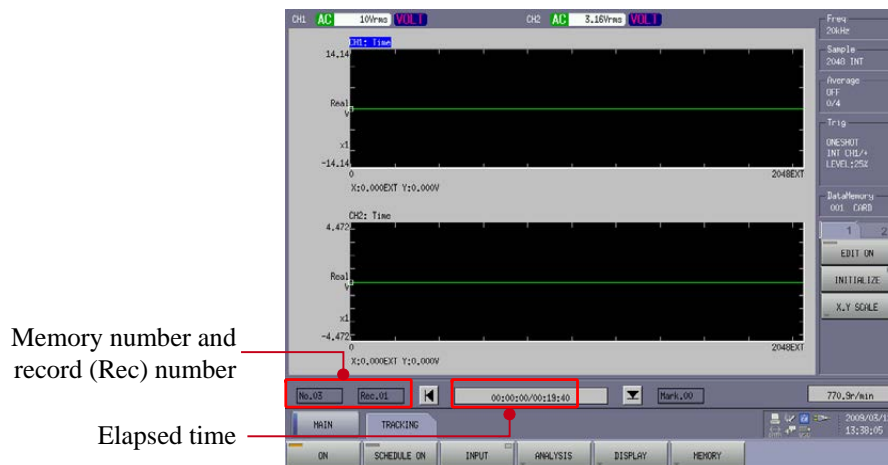 CH1 AC 10Vrms VOLT CH2 AC 3.16Vrms VOLT
Freq
20kHz
Sample
2048 INT
Average
OFF
0/4
Trig
ONESHOT
INT CH1/+
LEVEL:25%
DataMemory
001 CARD
1 2
EDIT ON
INITIALIZE
X.Y SCALE
CH1: Time
14.14
Real
V
x1
-14.14
0 2048EXT
X:0.000EXT Y:0.000V
CH2: Time
4.472
Real
V
x1
-4.472
0 2048EXT
X:0.000EXT Y:0.000V
Memory number and
record (Rec) number
Elapsed time
No.03 Rec.01 00:00:00/00:19:40 Mark.00 770.9r/min
MAIN TRACKING
13:38:05
ON SCHEDULE ON INPUT ANALYSIS DISPLAY MEMORY